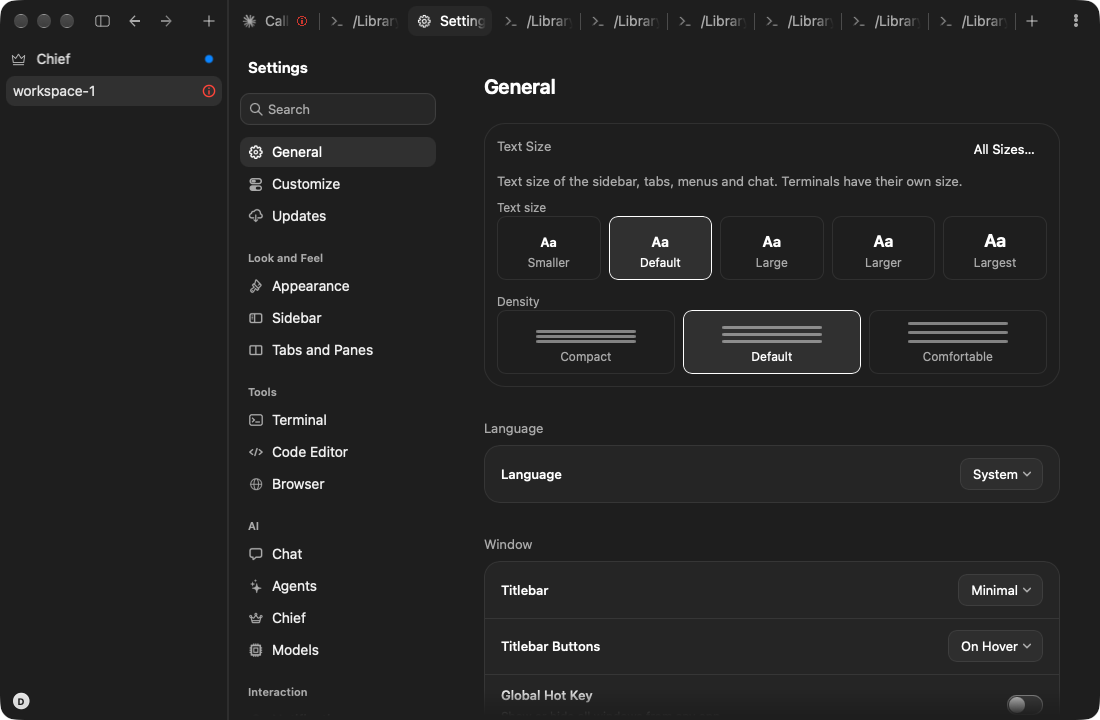 Call
>_ /Library
Setting
>_ /Library
>_ /Library
>_ /Library
>_ /Library
>_ /Library
>_ /Library
Chief
workspace-1
D
Settings
Search
General
Customize
Updates
Look and Feel
Appearance
Sidebar
Tabs and Panes
Tools
Terminal
Code Editor
Browser
AI
Chat
Agents
Chief
Models
Interaction
General
Text Size
All Sizes...
Text size of the sidebar, tabs, menus and chat. Terminals have their own size.
Text size
Aa
Smaller
Aa
Default
Aa
Large
Aa
Larger
Aa
Largest
Density
Compact
Default
Comfortable
Language
Language
System
Window
Titlebar
Minimal
Titlebar Buttons
On Hover
Global Hot Key